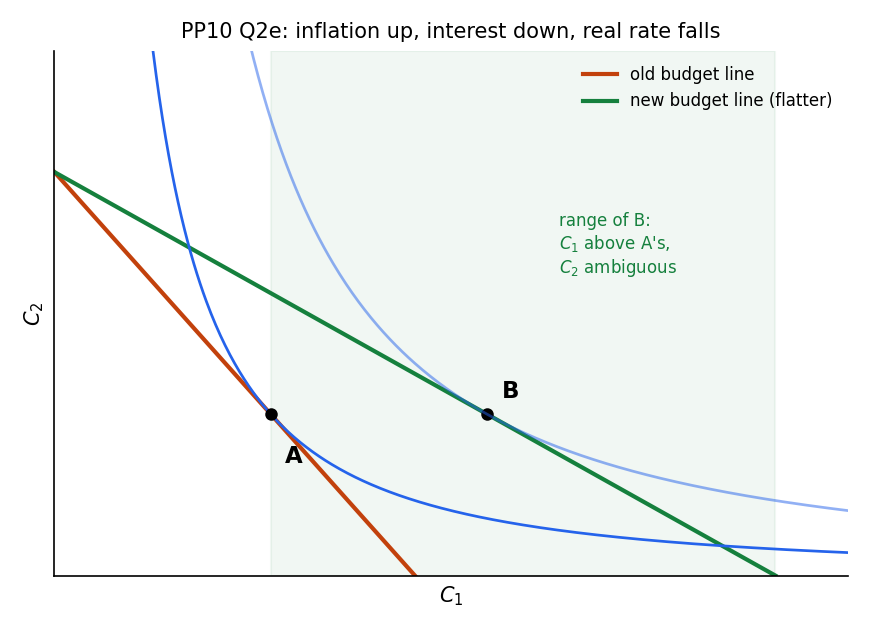 PP10 Q2e: inflation up, interest down, real rate falls
old budget line
new budget line (flatter)
range of B:
C₁ above A's,
C₂ ambiguous
C₂
B
A
C₁